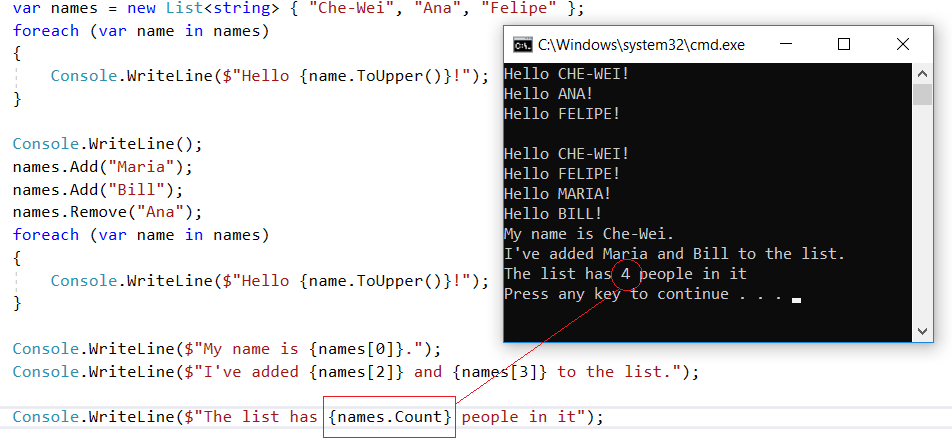 var names = new List<string> { "Che-Wei", "Ana", "Felipe" };
foreach (var name in names)
{
    Console.WriteLine($"Hello {name.ToUpper()}!");
}
Console.WriteLine();
names.Add("Maria");
names.Add("Bill");
names.Remove("Ana");
foreach (var name in names)
{
    Console.WriteLine($"Hello {name.ToUpper()}!");
}
Console.WriteLine($"My name is {names[0]}.");
Console.WriteLine($"I've added {names[2]} and {names[3]} to the list.");
Console.WriteLine($"The list has {names.Count} people in it");
C:\Windows\system32\cmd.exe
Hello CHE-WEI!
Hello ANA!
Hello FELIPE!
Hello CHE-WEI!
Hello FELIPE!
Hello MARIA!
Hello BILL!
My name is Che-Wei.
I've added Maria and Bill to the list.
The list has 4 people in it
Press any key to continue . . .